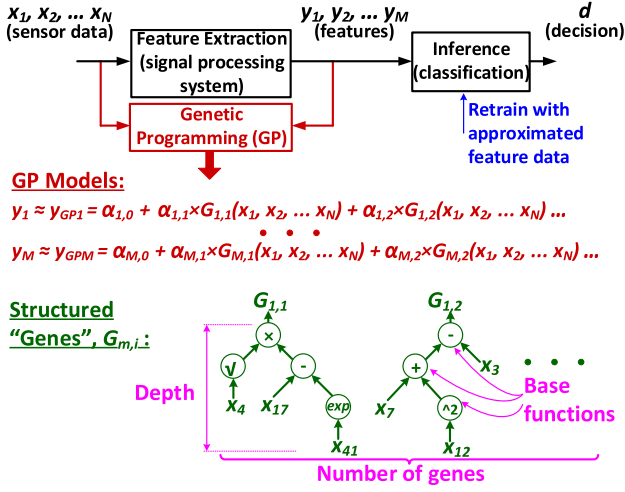 x1, x2, ... xN
(sensor data)
Feature Extraction
(signal processing
system)
y1, y2, ... yM
(features)
Inference
(classification)
d
(decision)
Genetic
Programming (GP)
Retrain with
approximated
feature data
GP Models:
y1 ≈ yGP1 = α1,0 + α1,1×G1,1(x1, x2, ... xN) + α1,2×G1,2(x1, x2, ... xN) ...
• • •
yM ≈ yGPM = αM,0 + αM,1×GM,1(x1, x2, ... xN) + αM,2×GM,2(x1, x2, ... xN) ...
Structured
"Genes", Gm,i :
Depth
G1,1
×
√
-
x4
x17
exp
x41
G1,2
-
+
x3
x7
^2
x12
• • •
Base
functions
Number of genes